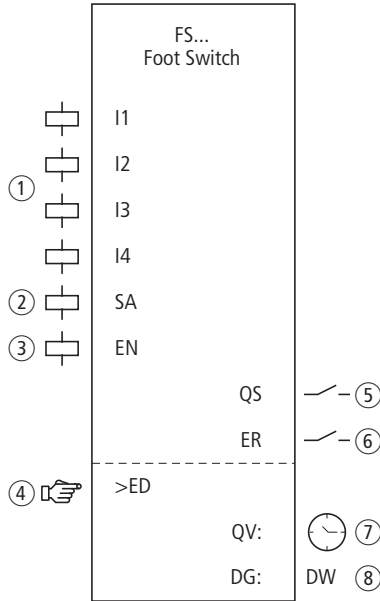 FS...
Foot Switch
I1
I2
① I3
I4
② SA
③ EN
QS ⑤
ER ⑥
④ >ED
QV: ⑦
DG: DW ⑧